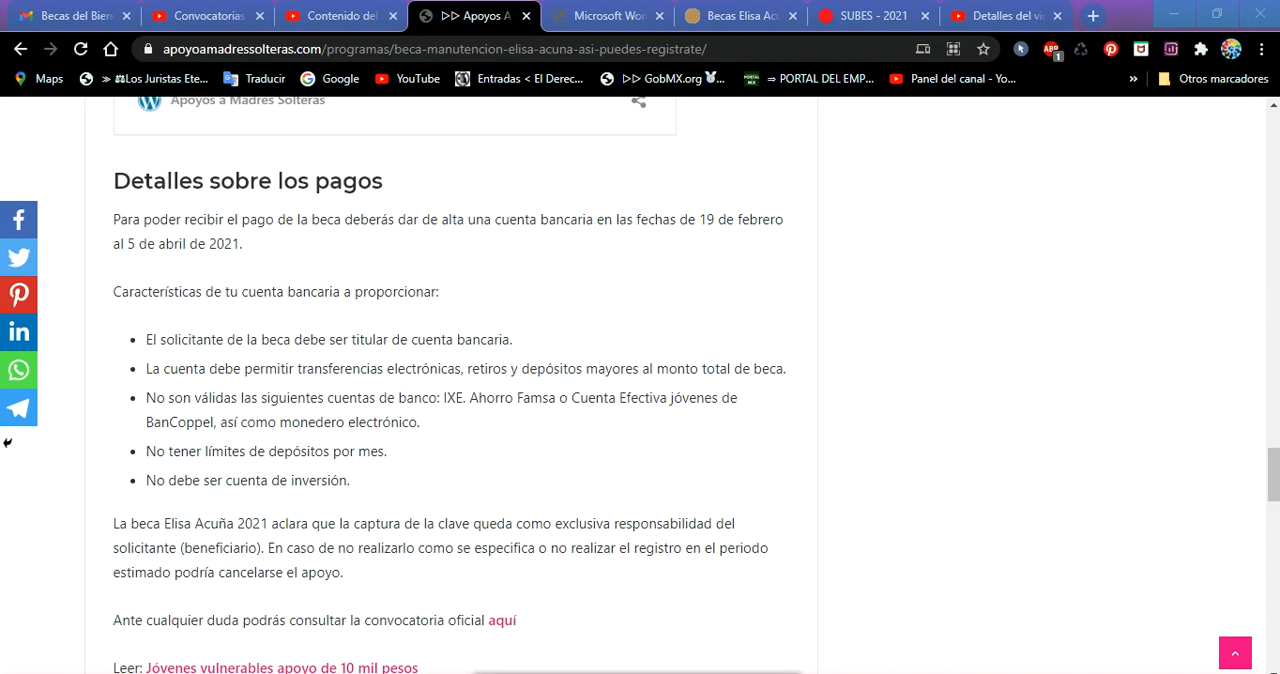 Becas del Bien
Convocatorias
Contenido del
▷▷ Apoyos A
Microsoft Wor
Becas Elisa Acu
SUBES - 2021
Detalles del vi
apoyoamadressolteras.com/programas/beca-manutencion-elisa-acuna-asi-puedes-registrate/
Maps
» ⚖Los Juristas Ete...
Traducir
Google
YouTube
Entradas < El Derec...
▷▷ GobMX.org
⇒ PORTAL DEL EMP...
Panel del canal - Yo...
»
Otros marcadores
Apoyos a Madres Solteras
Detalles sobre los pagos
Para poder recibir el pago de la beca deberás dar de alta una cuenta bancaria en las fechas de 19 de febrero
al 5 de abril de 2021.
Características de tu cuenta bancaria a proporcionar:
• El solicitante de la beca debe ser titular de cuenta bancaria.
• La cuenta debe permitir transferencias electrónicas, retiros y depósitos mayores al monto total de beca.
• No son válidas las siguientes cuentas de banco: IXE. Ahorro Famsa o Cuenta Efectiva jóvenes de
BanCoppel, así como monedero electrónico.
• No tener límites de depósitos por mes.
• No debe ser cuenta de inversión.
La beca Elisa Acuña 2021 aclara que la captura de la clave queda como exclusiva responsabilidad del
solicitante (beneficiario). En caso de no realizarlo como se especifica o no realizar el registro en el periodo
estimado podría cancelarse el apoyo.
Ante cualquier duda podrás consultar la convocatoria oficial aquí
Leer: Jóvenes vulnerables apoyo de 10 mil pesos